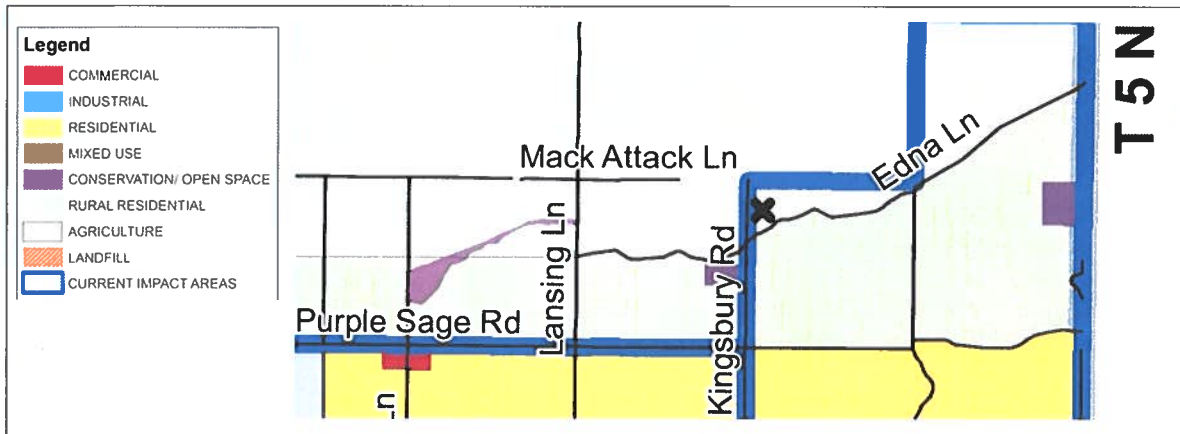 Legend
COMMERCIAL
INDUSTRIAL
RESIDENTIAL
MIXED USE
CONSERVATION/ OPEN SPACE
RURAL RESIDENTIAL
AGRICULTURE
LANDFILL
CURRENT IMPACT AREAS
Mack Attack Ln
Edna Ln
Lansing Ln
Kingsbury Rd
Purple Sage Rd
Ln
T 5 N